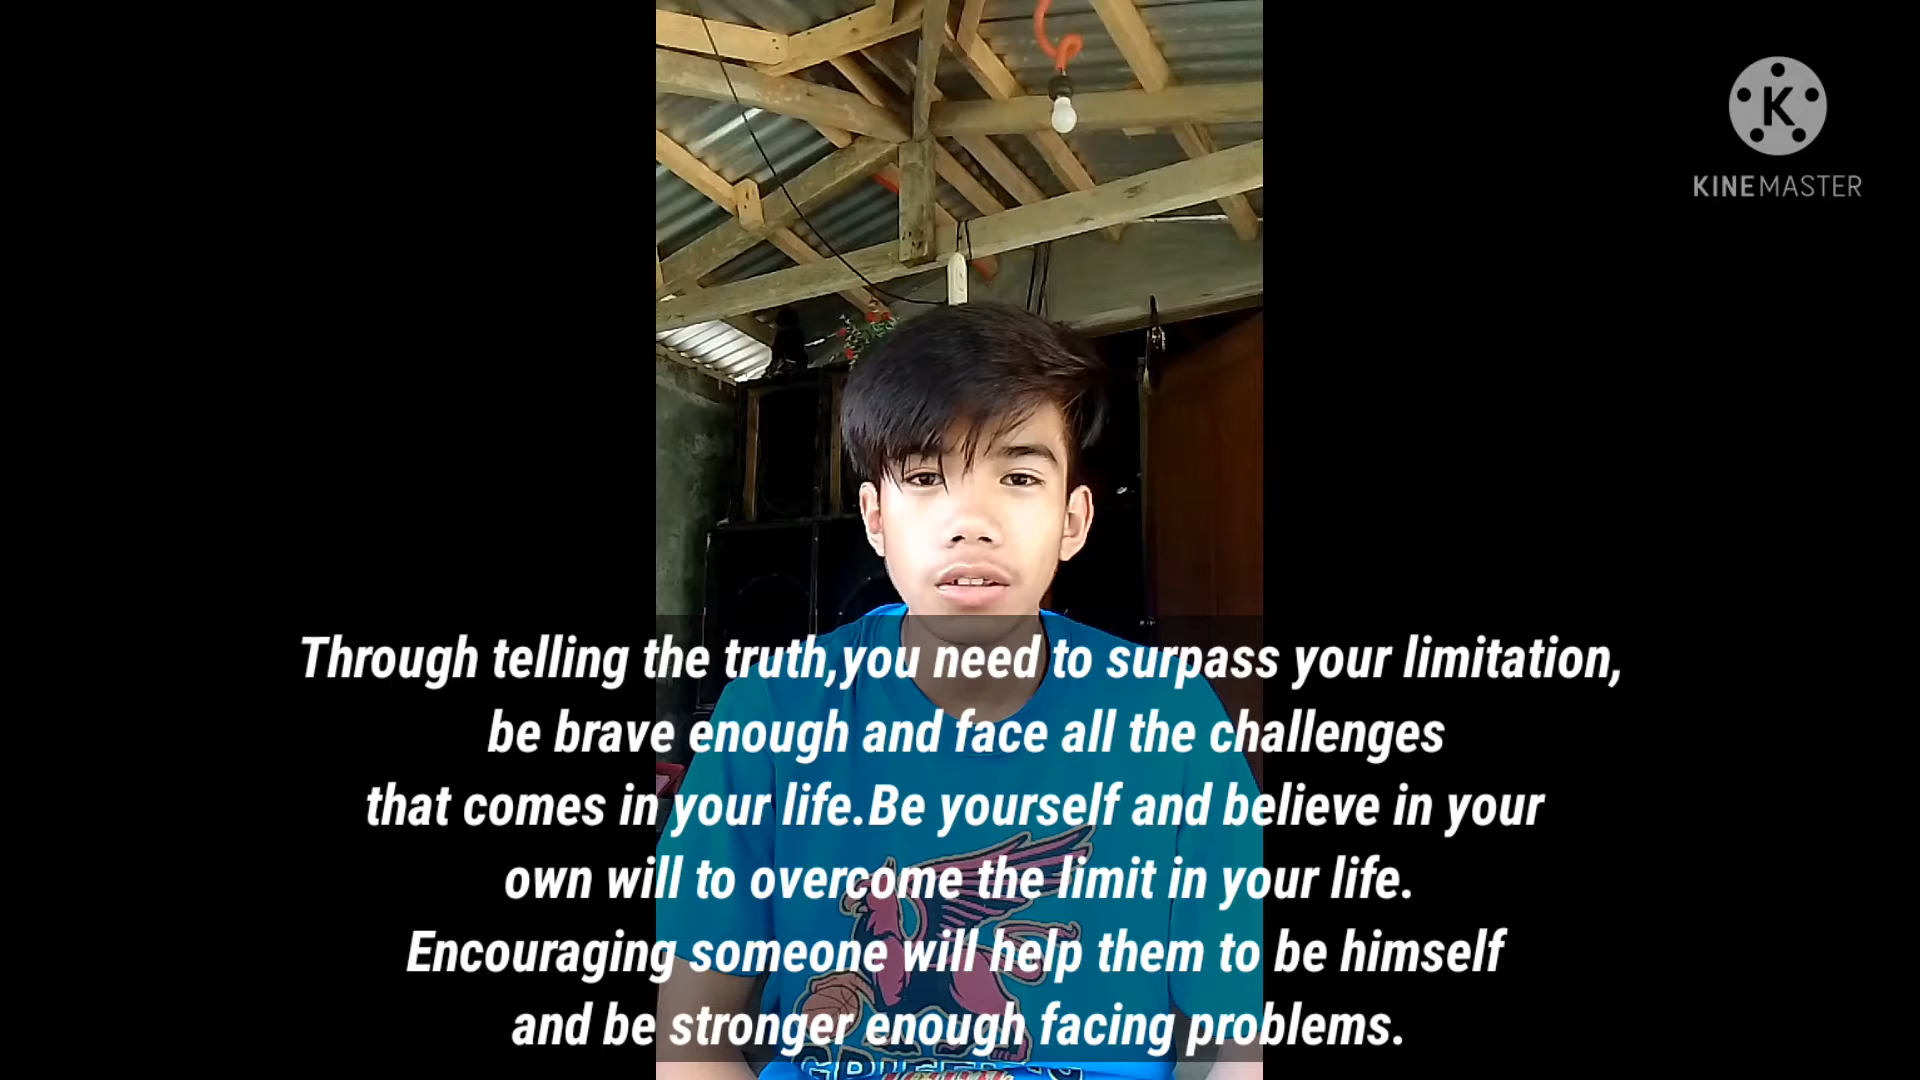 KINEMASTER
Through telling the truth,you need to surpass your limitation,
be brave enough and face all the challenges
that comes in your life.Be yourself and believe in your
own will to overcome the limit in your life.
Encouraging someone will help them to be himself
and be stronger enough facing problems.